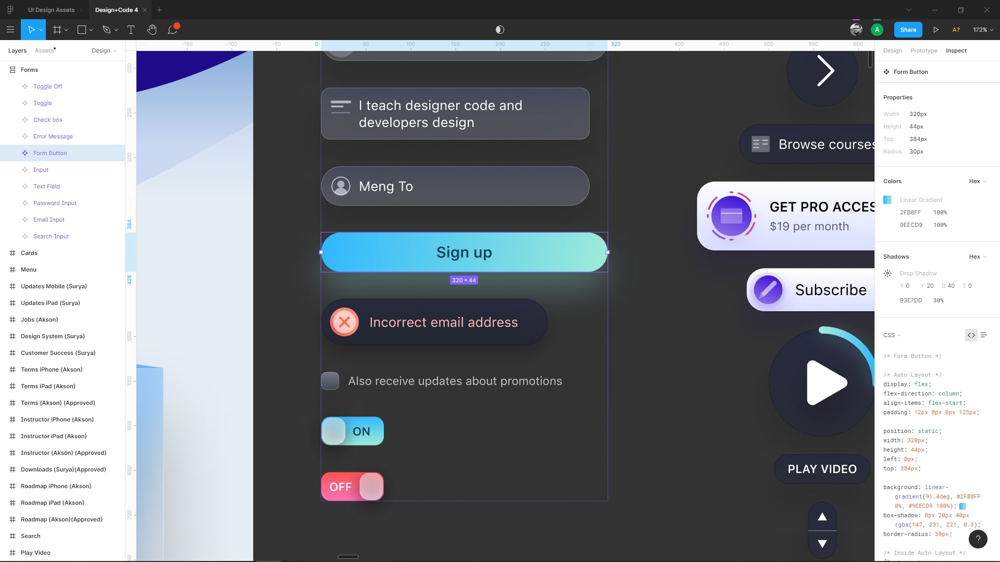 UI Design Assets
Design+Code 4
Share
A
A?
172%
Layers
Assets
Design
-200 -150 -100 -50 0 50 100 150 200 250 300 320 400 450 500 550 600
Design
Prototype
Inspect
Forms
Toggle Off
Toggle
Check box
Error Message
Form Button
Input
Text Field
Password Input
Email Input
Search Input
Cards
Menu
Updates Mobile (Surya)
Updates iPad (Surya)
Jobs (Akson)
Design System (Surya)
Customer Success (Surya)
Terms iPhone (Akson)
Terms iPad (Akson)
Terms (Akson) (Approved)
Instructor iPhone (Akson)
Instructor iPad (Akson)
Instructor (Akson) (Approved)
Downloads (Surya)(Approved)
Roadmap iPhone (Akson)
Roadmap iPad (Akson)
Roadmap (Akson)(Approved)
Search
Play Video
200
250
300
384
428
500
550
600
650
700
I teach designer code and
developers design
Meng To
Sign up
320 × 44
Incorrect email address
Also receive updates about promotions
ON
OFF
Browse courses
GET PRO ACCES
$19 per month
Subscribe
PLAY VIDEO
Form Button
Properties
Width 320px
Height 44px
Top 384px
Radius 30px
Colors
Hex
Linear Gradient
2FB8FF 100%
9EECD9 100%
Shadows
Hex
Drop Shadow
X 0 Y 20 B 40 S 0
93E7DD 30%
CSS
/* Form Button */
/* Auto Layout */
display: flex;
flex-direction: column;
align-items: flex-start;
padding: 12px 0px 0px 123px;
position: static;
width: 320px;
height: 44px;
left: 0px;
top: 384px;
background: linear-
gradient(91.4deg, #2FB8FF
0%, #9EECD9 100%);
box-shadow: 0px 20px 40px
rgba(147, 231, 221, 0.3);
border-radius: 30px;
/* Inside Auto Layout */
?